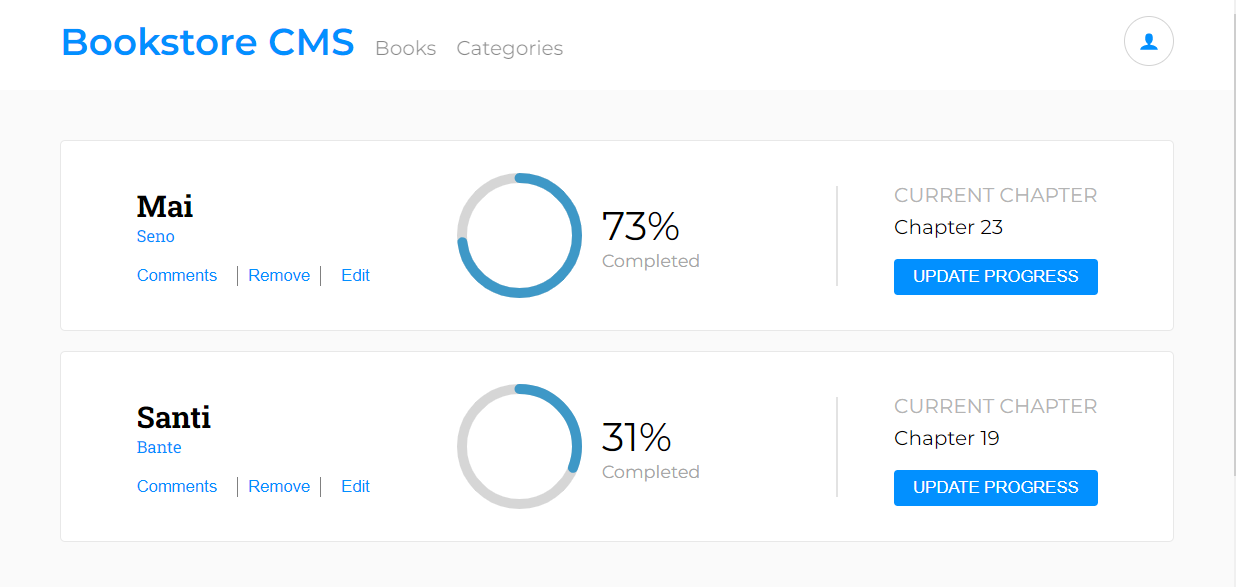 Bookstore CMS Books Categories
Mai
Seno
Comments Remove Edit
73%
Completed
CURRENT CHAPTER
Chapter 23
UPDATE PROGRESS
Santi
Bante
Comments Remove Edit
31%
Completed
CURRENT CHAPTER
Chapter 19
UPDATE PROGRESS